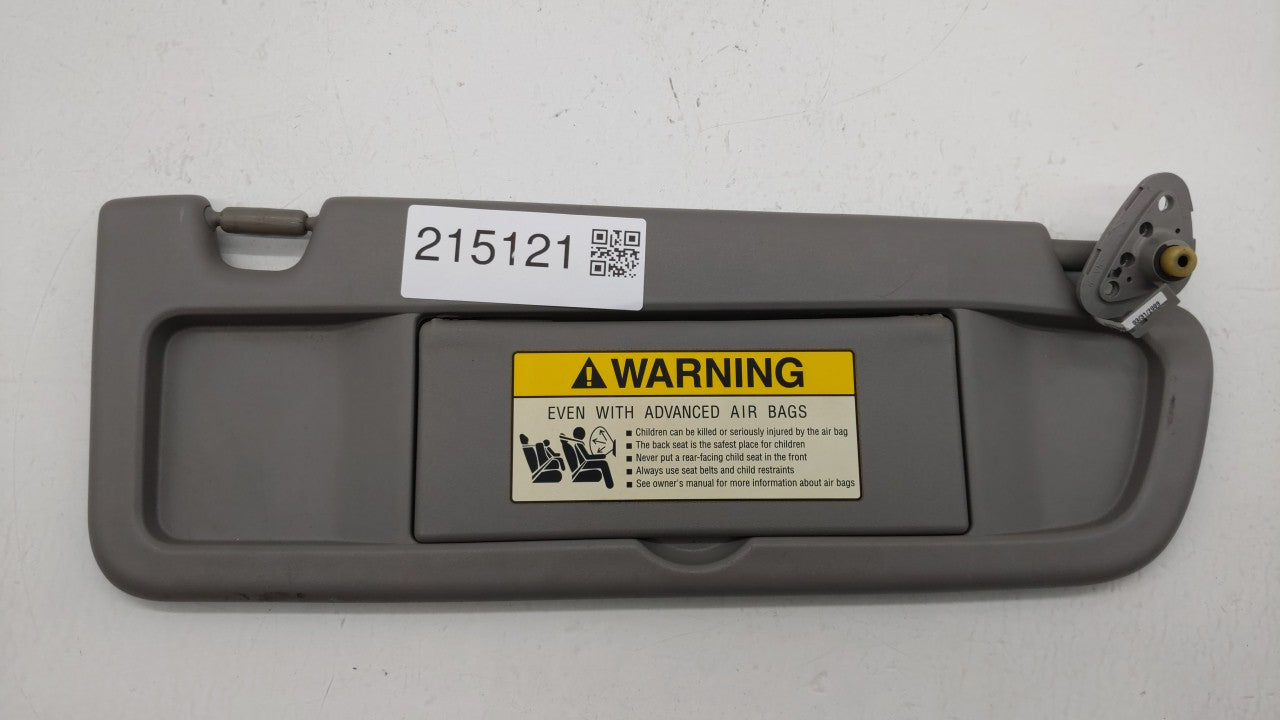 215121
WARNING
EVEN WITH ADVANCED AIR BAGS
■ Children can be killed or seriously injured by the air bag
■ The back seat is the safest place for children
■ Never put a rear-facing child seat in the front
■ Always use seat belts and child restraints
■ See owner's manual for more information about air bags